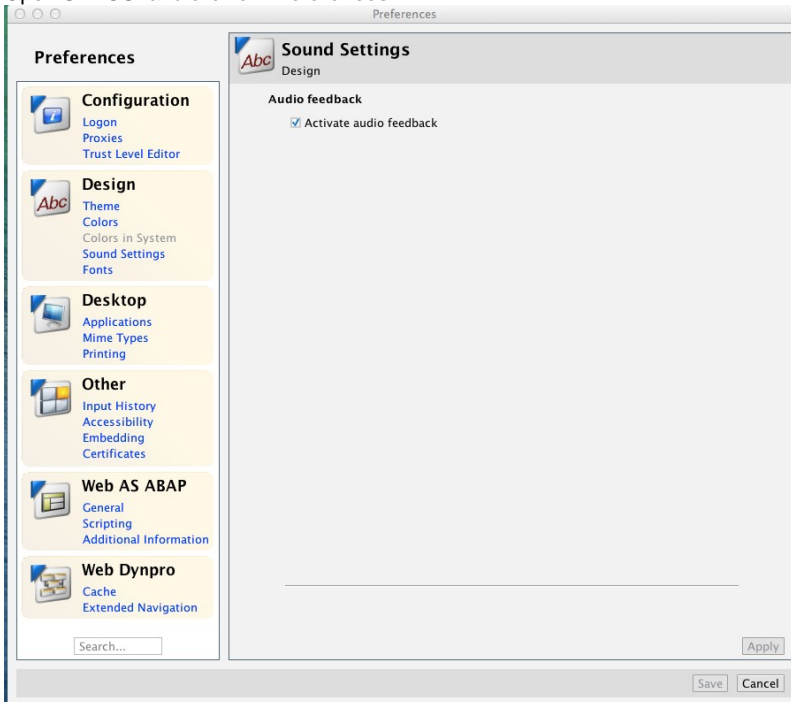 Preferences
Preferences
Configuration
Logon
Proxies
Trust Level Editor
Design
Theme
Colors
Colors in System
Sound Settings
Fonts
Desktop
Applications
Mime Types
Printing
Other
Input History
Accessibility
Embedding
Certificates
Web AS ABAP
General
Scripting
Additional Information
Web Dynpro
Cache
Extended Navigation
Search...
Abc
Abc
Sound Settings
Design
Audio feedback
Activate audio feedback
Apply
Save
Cancel